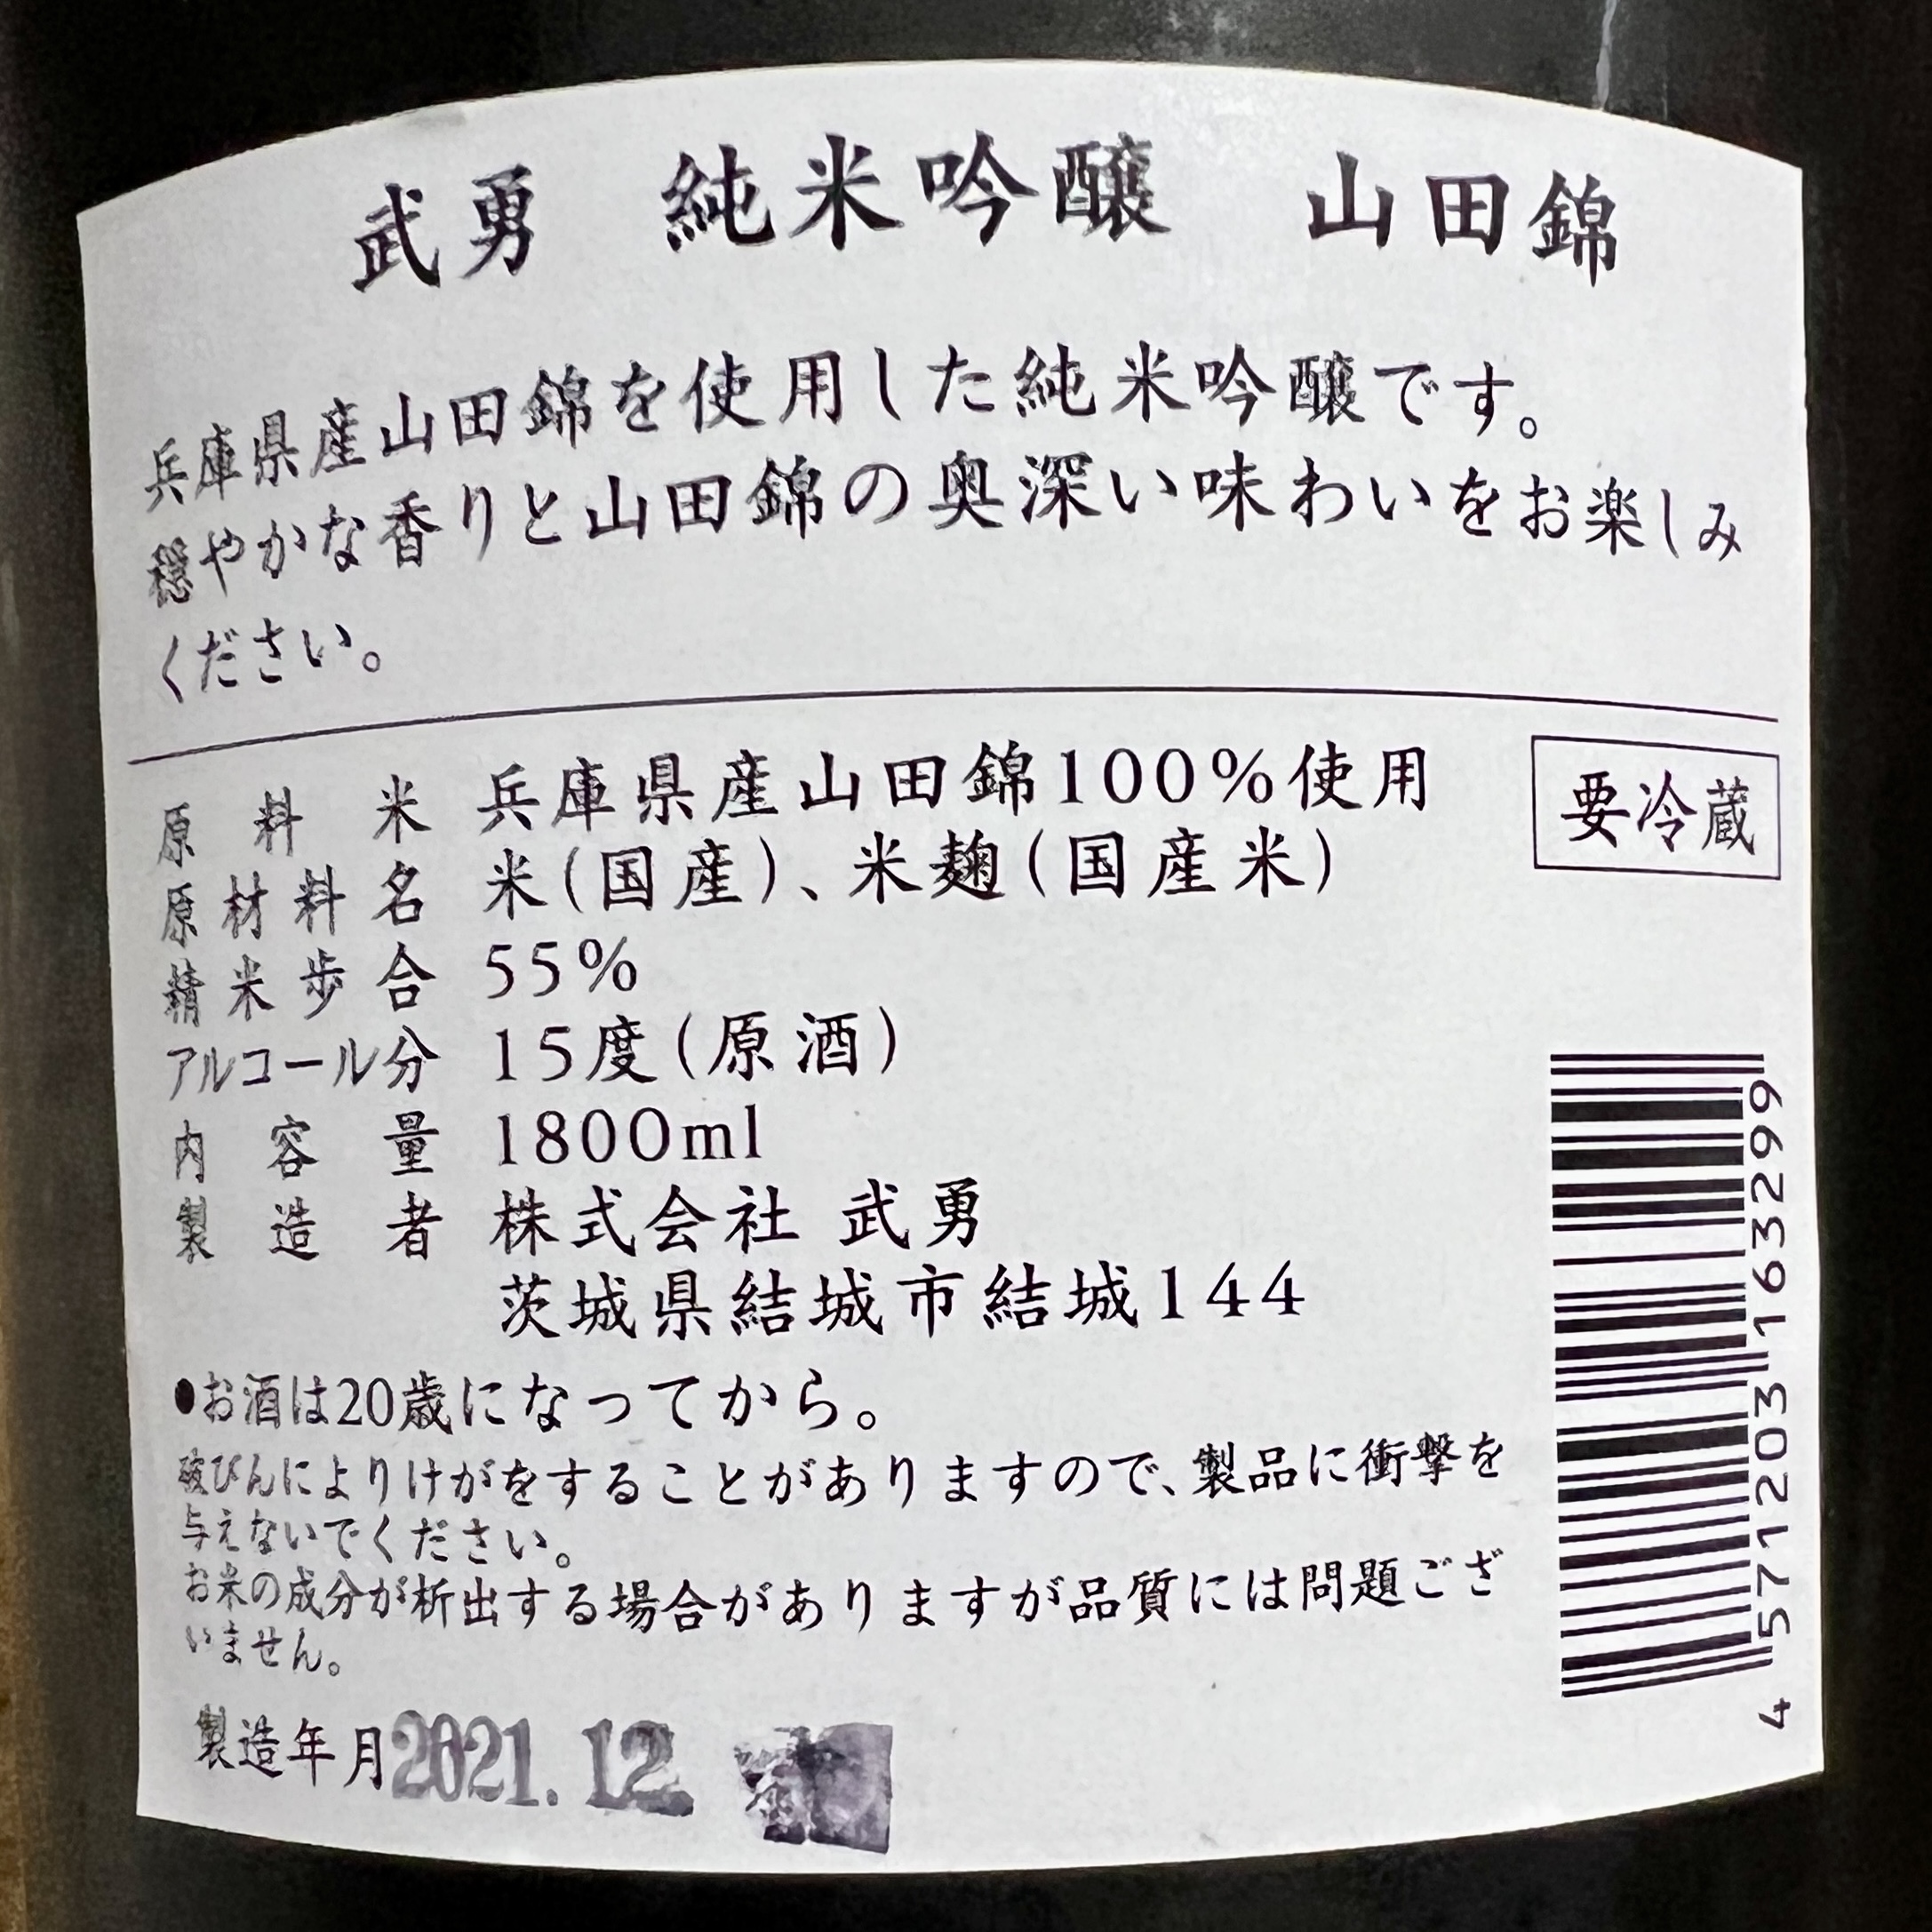 武勇 純米吟醸 山田錦
兵庫県産山田錦を使用した純米吟醸です。
穏やかな香りと山田錦の奥深い味わいをお楽しみ
ください。
原料米 兵庫県産山田錦100%使用
要冷蔵
原材料名 米(国産)、米麹(国産米)
精米歩合 55%
アルコール分 15度(原酒)
内容量 1800ml
製造者 株式会社 武勇
茨城県結城市結城144
●お酒は20歳になってから。
破びんによりけがをすることがありますので、製品に衝撃を
与えないでください。
お米の成分が析出する場合がありますが品質には問題ござ
いません。
製造年月2021.12
4 571203 163299